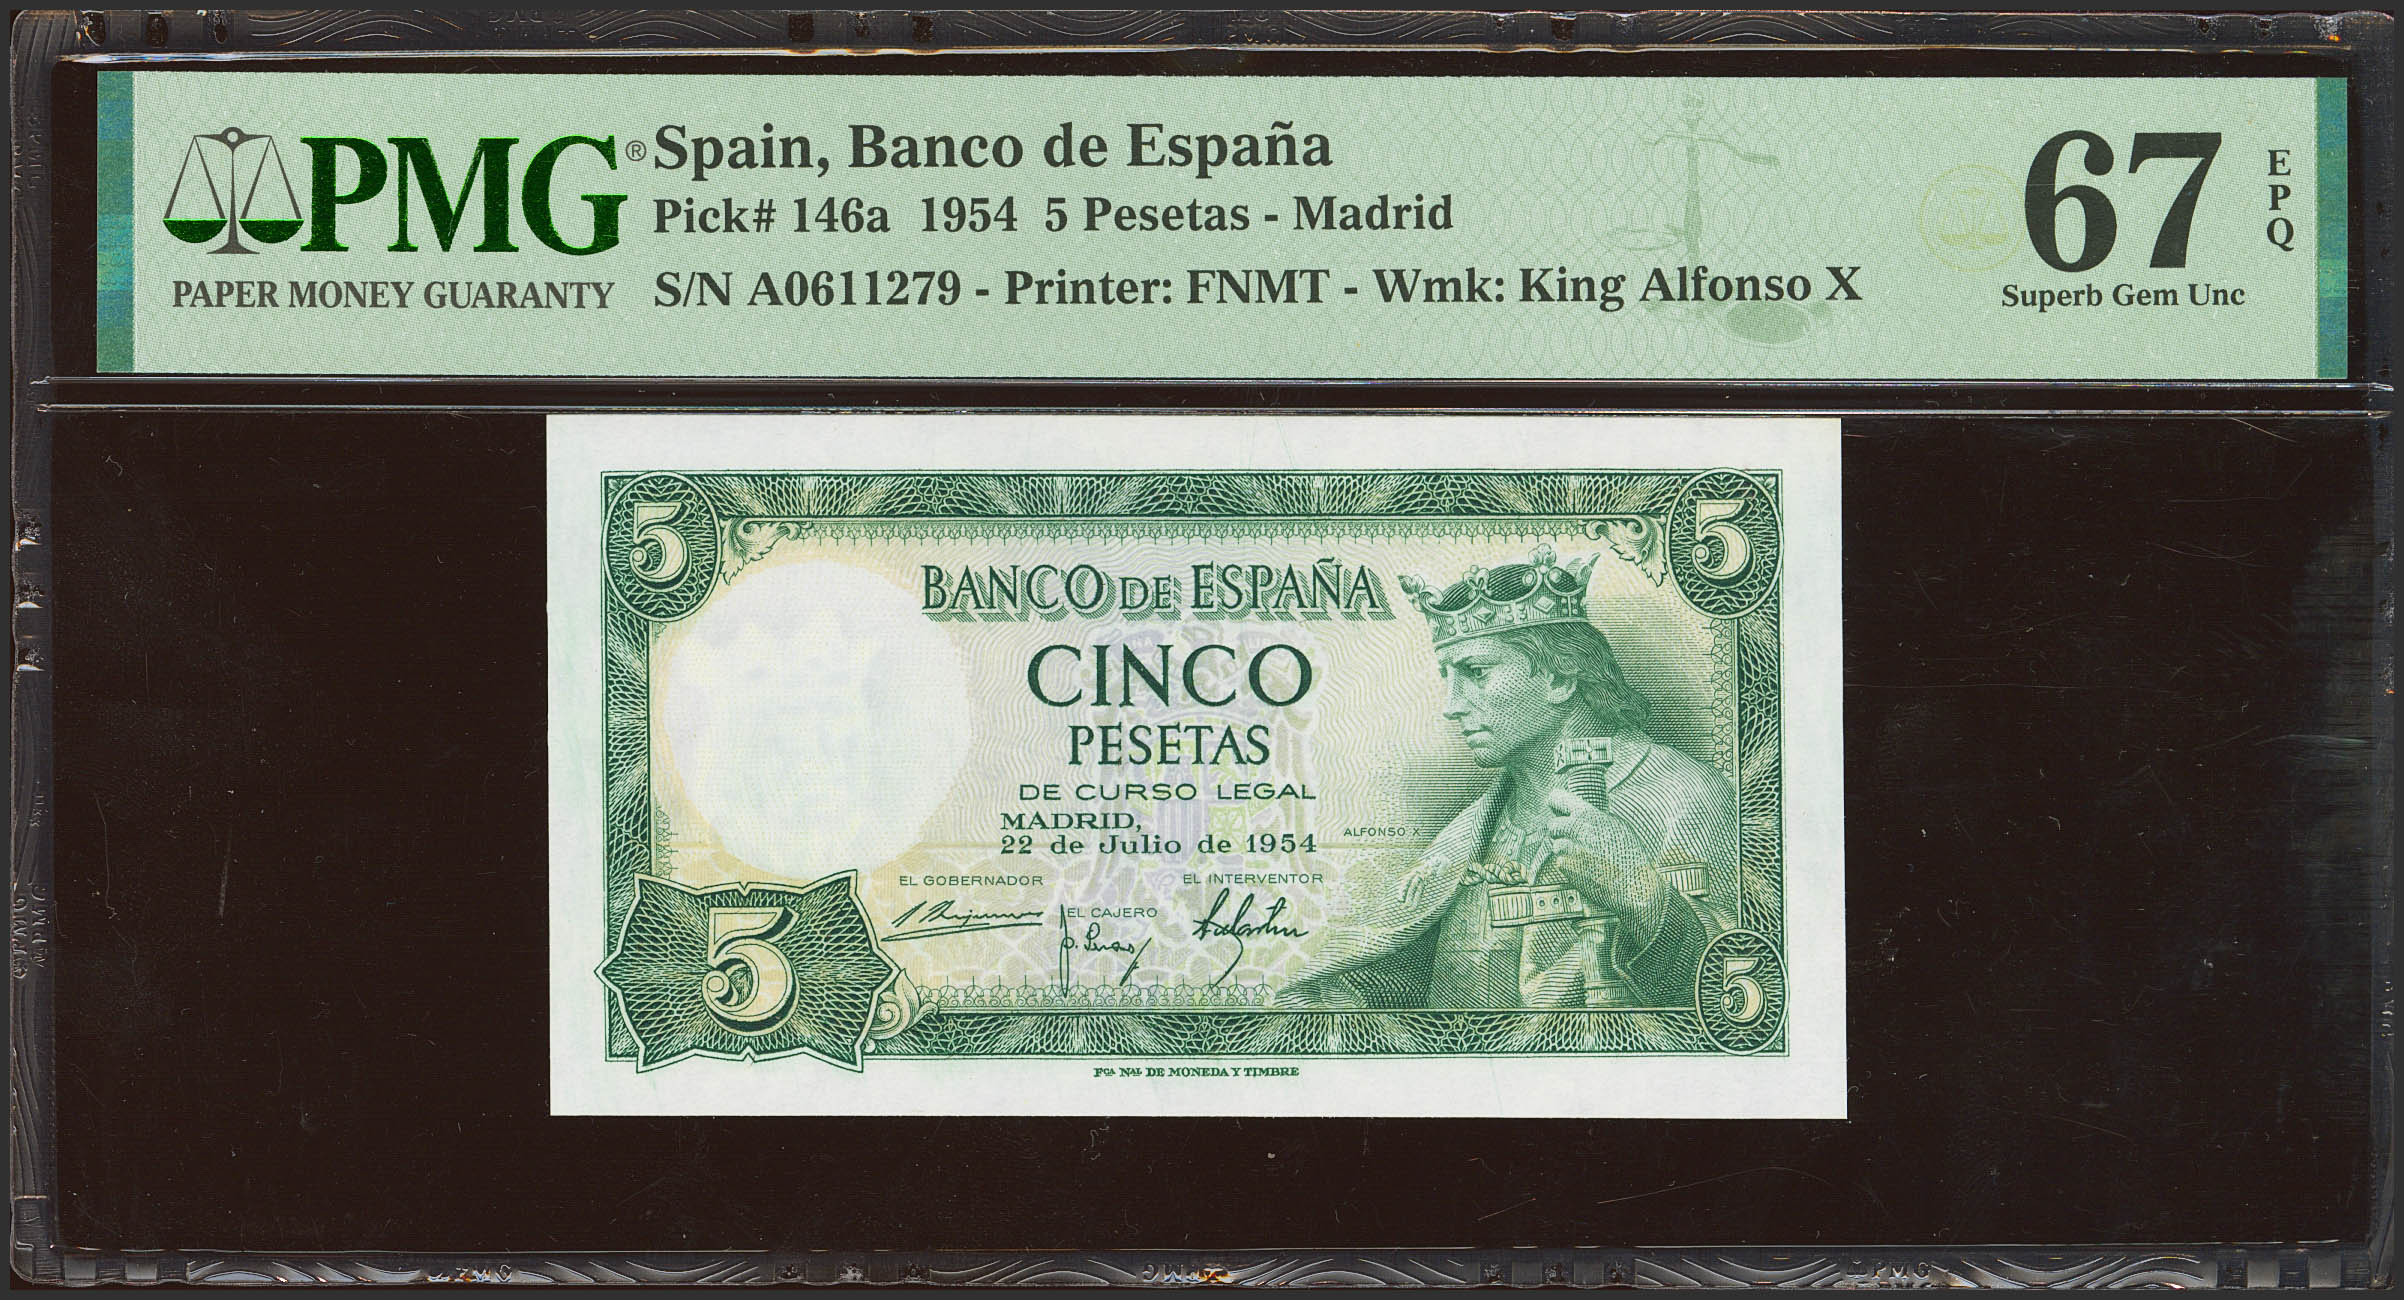 PMG®
PAPER MONEY GUARANTY
Spain, Banco de España
Pick# 146a 1954 5 Pesetas - Madrid
S/N A0611279 - Printer: FNMT - Wmk: King Alfonso X
67
EPQ
Superb Gem Unc
5
5
BANCO DE ESPAÑA
CINCO
PESETAS
DE CURSO LEGAL
MADRID,
22 de Julio de 1954
ALFONSO X
EL GOBERNADOR
EL INTERVENTOR
EL CAJERO
5
5
FCA NAL DE MONEDA Y TIMBRE